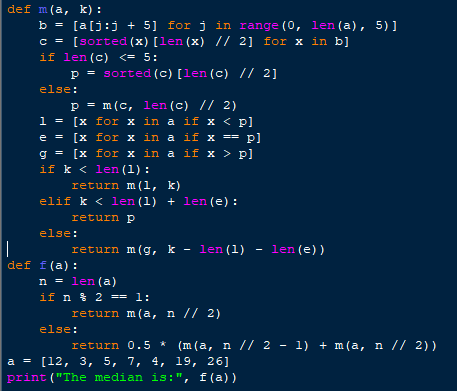 def m(a, k):
    b = [a[j:j + 5] for j in range(0, len(a), 5)]
    c = [sorted(x)[len(x) // 2] for x in b]
    if len(c) <= 5:
        p = sorted(c)[len(c) // 2]
    else:
        p = m(c, len(c) // 2)
    l = [x for x in a if x < p]
    e = [x for x in a if x == p]
    g = [x for x in a if x > p]
    if k < len(l):
        return m(l, k)
    elif k < len(l) + len(e):
        return p
    else:
        return m(g, k - len(l) - len(e))
def f(a):
    n = len(a)
    if n % 2 == 1:
        return m(a, n // 2)
    else:
        return 0.5 * (m(a, n // 2 - 1) + m(a, n // 2))
a = [12, 3, 5, 7, 4, 19, 26]
print("The median is:", f(a))